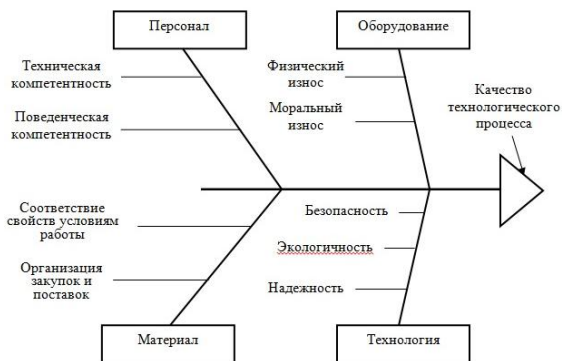 Персонал
Оборудование
Техническая
компетентность
Поведенческая
компетентность
Физический
износ
Моральный
износ
Качество
технологического
процесса
Соответствие
свойств условиям
работы
Организация
закупок и
поставок
Безопасность
Экологичность
Надежность
Материал
Технология